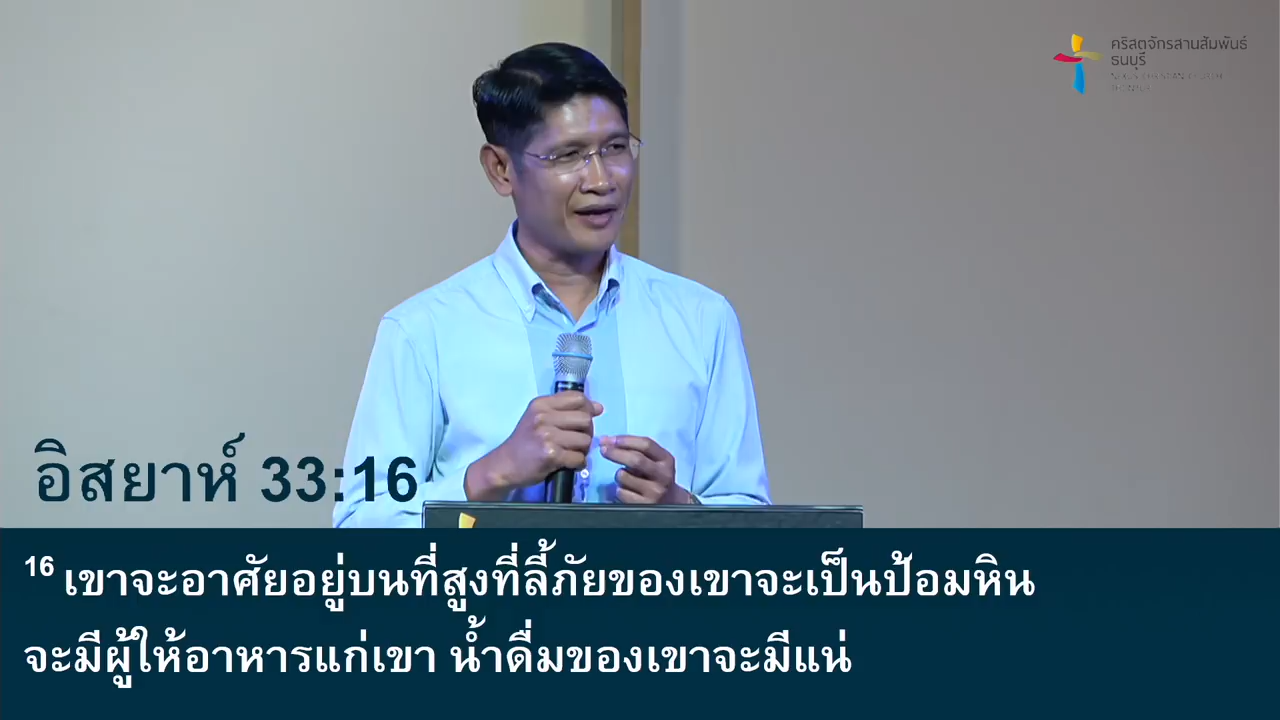 คริสตจักรสานสัมพันธ์
ธนบุรี
อิสยาห์ 33:16
16 เขาจะอาศัยอยู่บนที่สูงที่ลี้ภัยของเขาจะเป็นป้อมหิน
จะมีผู้ให้อาหารแก่เขา น้ำดื่มของเขาจะมีแน่